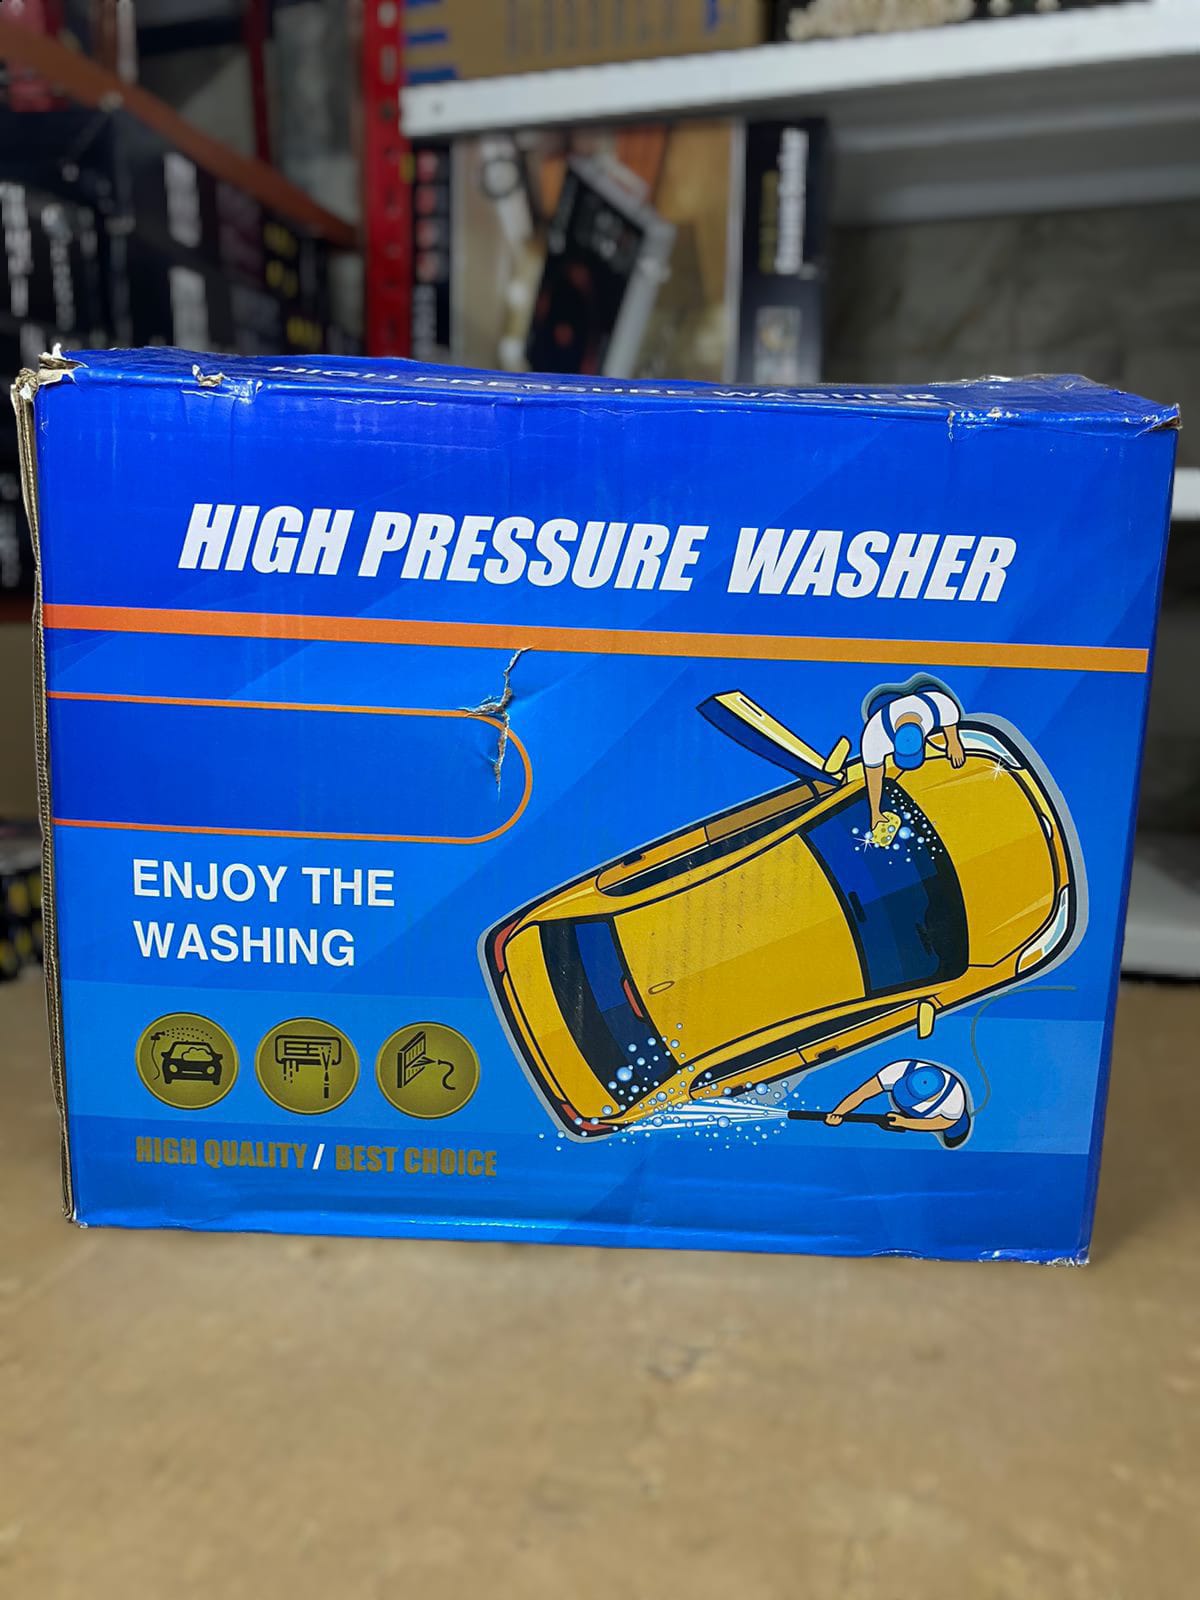 HIGH PRESSURE WASHER
HIGH PRESSURE WASHER
ENJOY THE
WASHING
HIGH QUALITY / BEST CHOICE